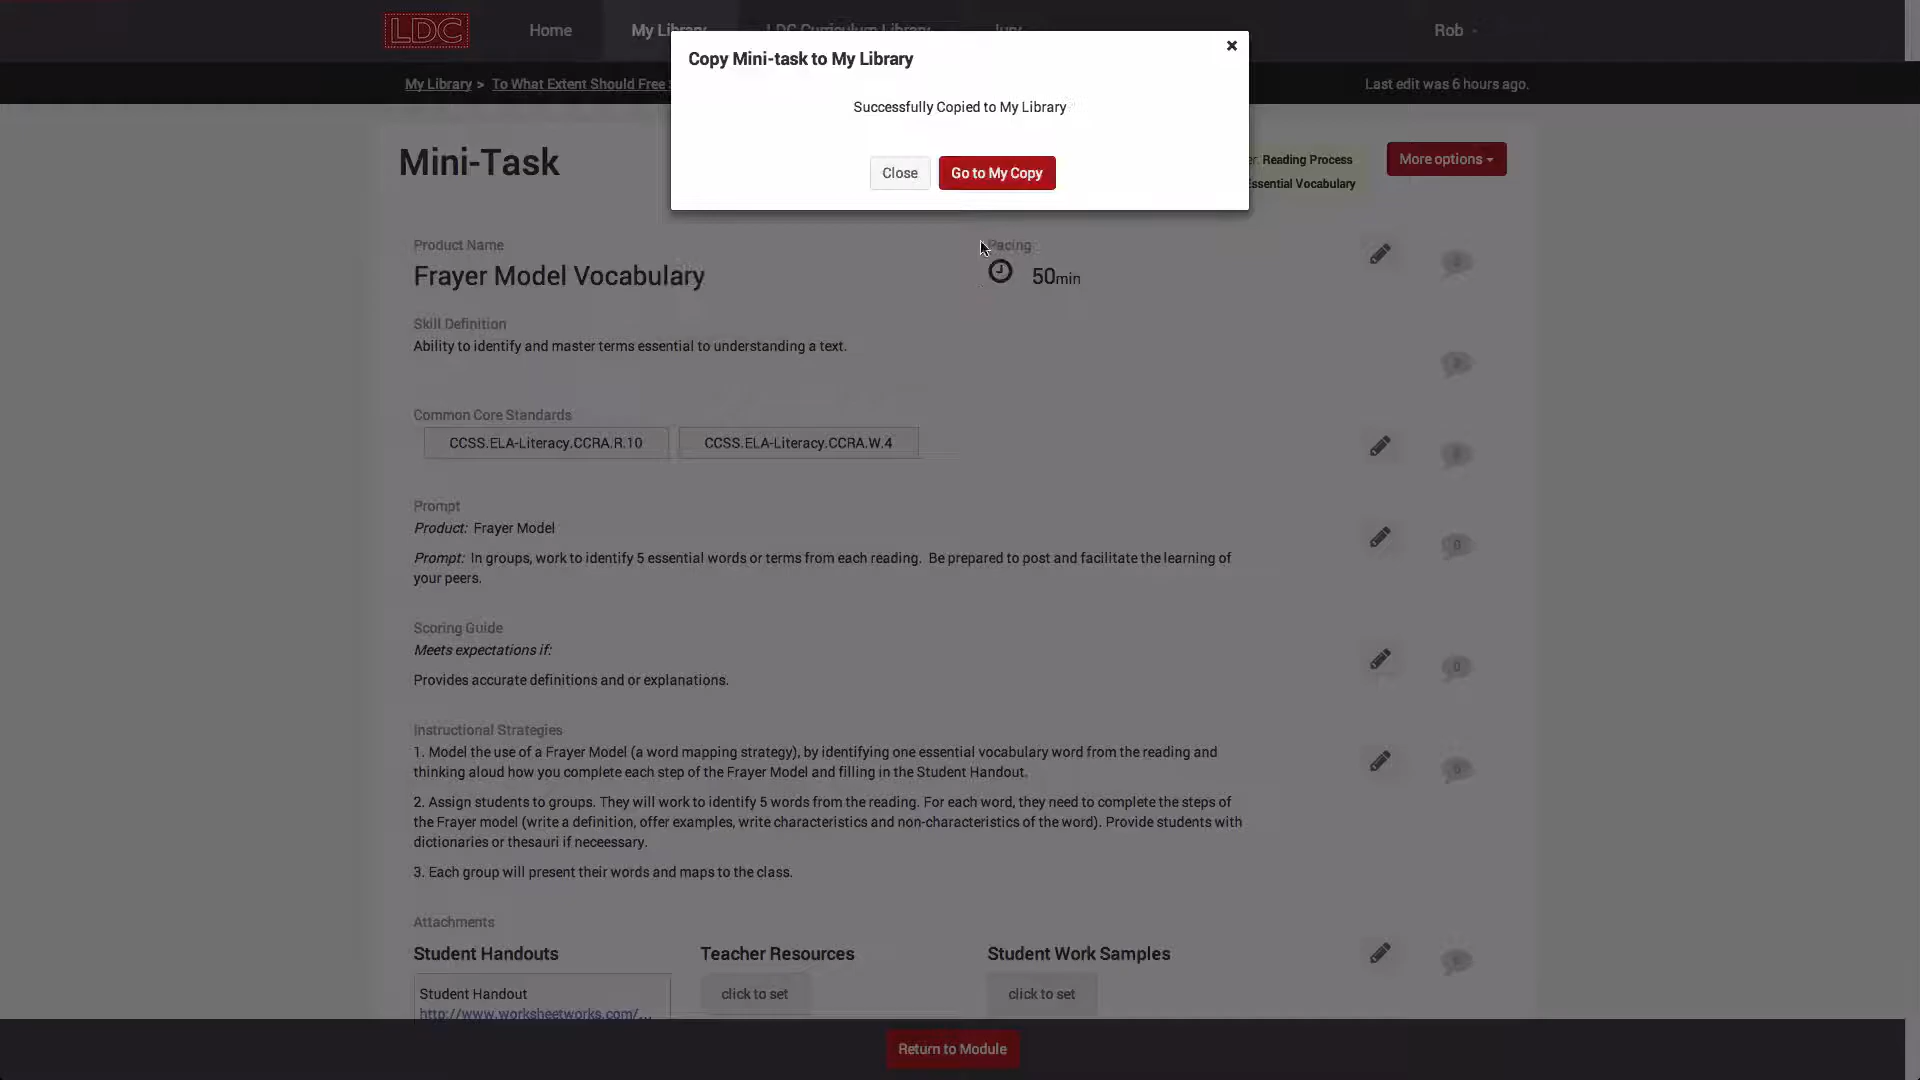 LDC
Home
My Library
LDC Curriculum Library
Jury
Rob
Copy Mini-task to My Library
Successfully Copied to My Library
Close
Go to My Copy
My Library > To What Extent Should Free
Last edit was 6 hours ago.
Mini-Task
Reading Process
Essential Vocabulary
More options
Product Name
Frayer Model Vocabulary
Pacing
50min
Skill Definition
Ability to identify and master terms essential to understanding a text.
Common Core Standards
CCSS.ELA-Literacy.CCRA.R.10
CCSS.ELA-Literacy.CCRA.W.4
Prompt
Product: Frayer Model
Prompt: In groups, work to identify 5 essential words or terms from each reading. Be prepared to post and facilitate the learning of
your peers.
0
Scoring Guide
Meets expectations if:
Provides accurate definitions and or explanations.
0
Instructional Strategies
1. Model the use of a Frayer Model (a word mapping strategy), by identifying one essential vocabulary word from the reading and
thinking aloud how you complete each step of the Frayer Model and filling in the Student Handout.
2. Assign students to groups. They will work to identify 5 words from the reading. For each word, they need to complete the steps of
the Frayer model (write a definition, offer examples, write characteristics and non-characteristics of the word). Provide students with
dictionaries or thesauri if neceessary.
3. Each group will present their words and maps to the class.
Attachments
Student Handouts
Teacher Resources
Student Work Samples
Student Handout
http://www.worksheetworks.com/...
click to set
click to set
Return to Module